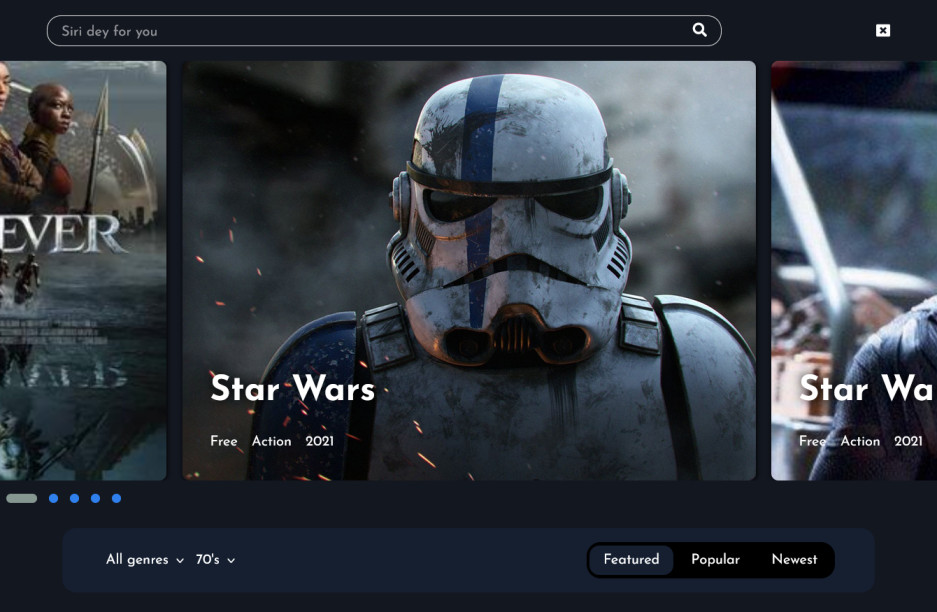 Siri dey for you
EVER
Star Wars
Free Action 2021
Star Wa
Free Action 2021
All genres 70's Featured Popular Newest